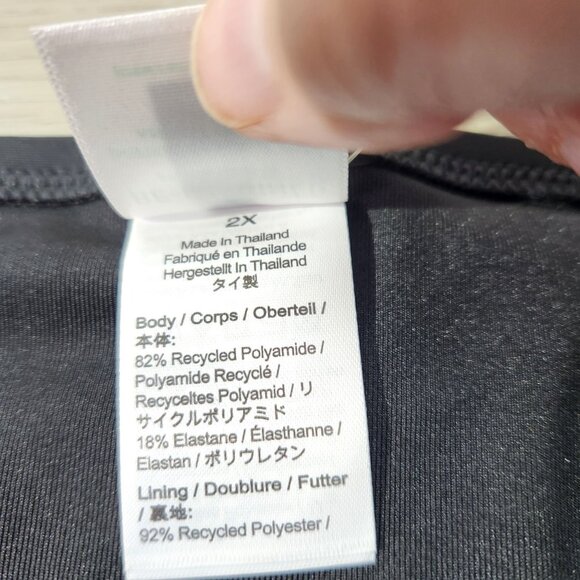 2X
Made In Thailand
Fabriqué en Thaïlande
Hergestellt In Thailand
タイ製
Body / Corps / Oberteil /
本体:
82% Recycled Polyamide /
Polyamide Recyclé /
Recyceltes Polyamid / リ
サイクルポリアミド
18% Elastane / Élasthanne /
Elastan / ポリウレタン
Lining / Doublure / Futter
/ 裏地:
92% Recycled Polyester /